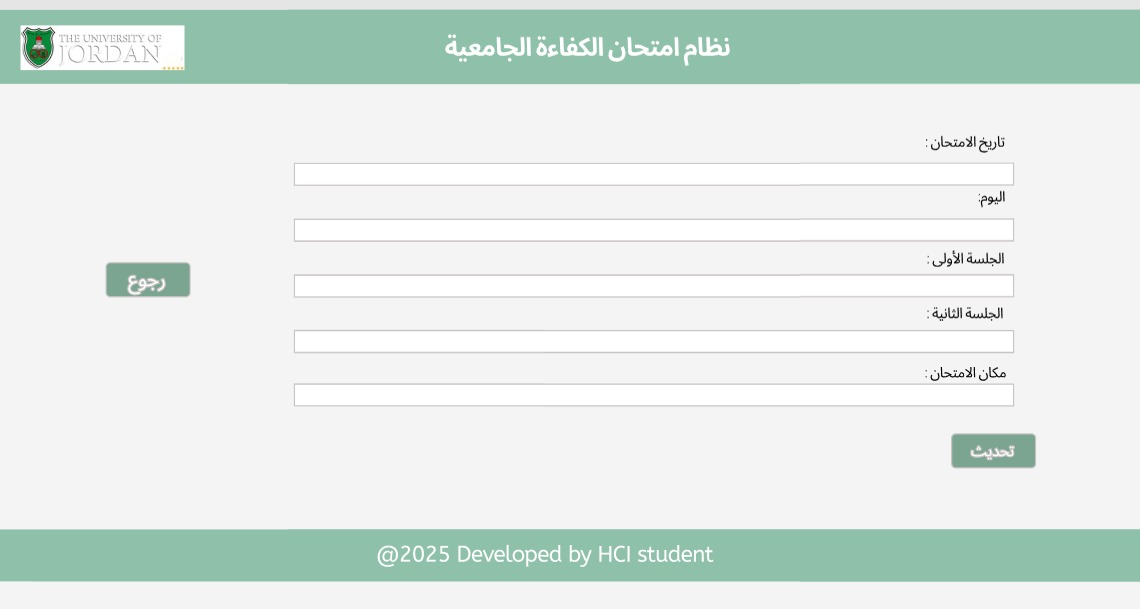 THE UNIVERSITY OF
JORDAN
نظام امتحان الكفاءة الجامعية
تاريخ الامتحان :
اليوم:
الجلسة الأولى :
رجوع
الجلسة الثانية :
مكان الامتحان :
تحديث
@2025 Developed by HCI student